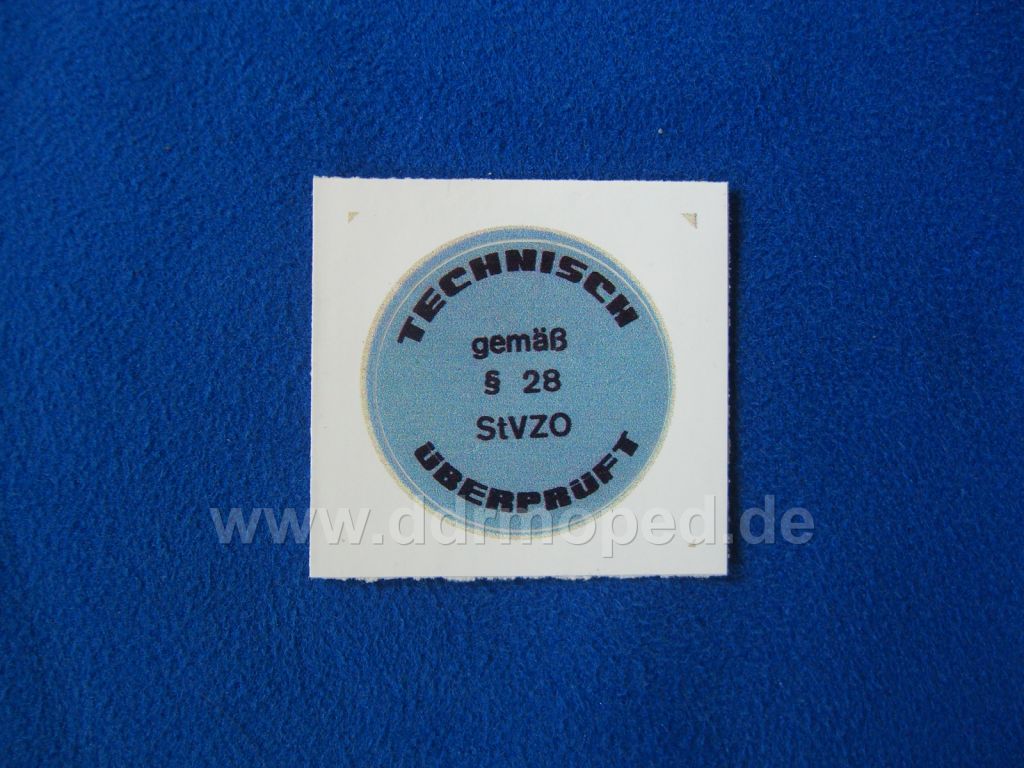 TECHNISCH
gemäß
§ 28
StVZO
ÜBERPRÜFT
www.ddrmoped.de